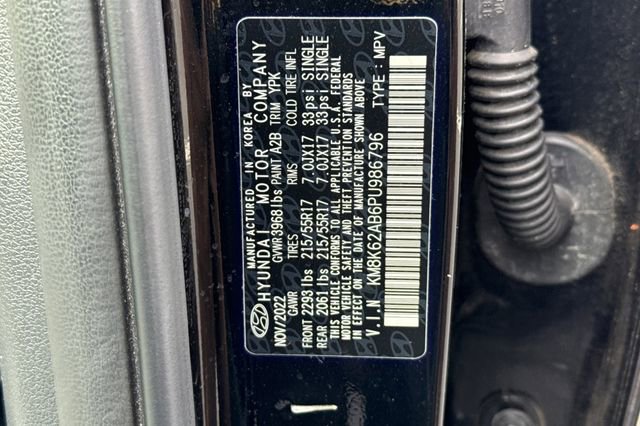 MANUFACTURED IN KOREA BY
HYUNDAI MOTOR COMPANY
NOV/2022 GVWR 3968 lbs PAINT A2B TRIM YPK
GAWR TIRES RIMS COLD TIRE INFL
FRONT 2293 lbs 215/55R17 7.0JX17 33psi SINGLE
REAR 2061 lbs 215/55R17 7.0JX17 33psi SINGLE
THIS VEHICLE CONFORMS TO ALL APPLICABLE U.S.A. FEDERAL
MOTOR VEHICLE SAFETY AND THEFT PREVENTION STANDARDS
IN EFFECT ON THE DATE OF MANUFACTURE SHOWN ABOVE
V.I.N KM8K62AB6PU986796 TYPE : MPV